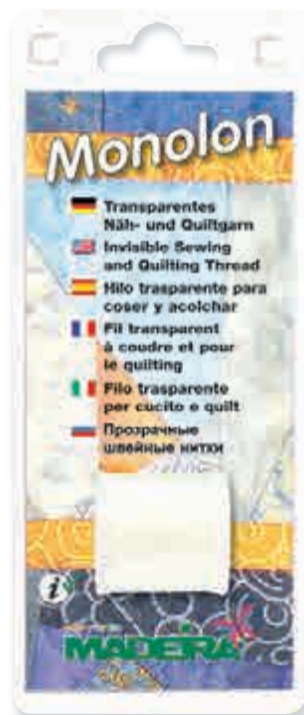 Monolon
Transparentes
Näh- und Quiltgarn
Invisible Sewing
and Quilting Thread
Hilo trasparente para
coser y acolchar
Fil transparent
à coudre et pour
le quilting
Filo trasparente
per cucito e quilt
Прозрачные
швейные нитки
i
MADEIRA